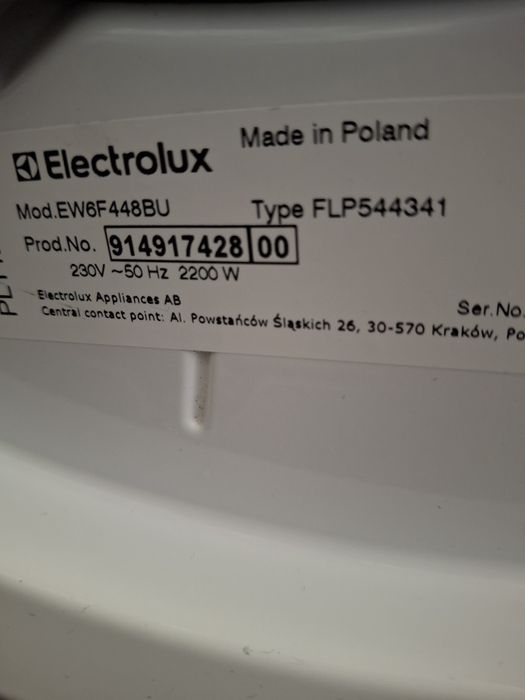 Made in Poland
Electrolux
Mod.EW6F448BU Type FLP544341
Prod.No. 914917428 00
230V ~50 Hz 2200 W
Electrolux Appliances AB
Ser.No.
Central contact point: Al. Powstańców Śląskich 26, 30-570 Kraków, Po